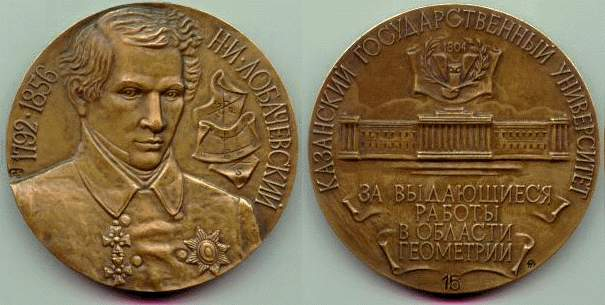 1792·1856
Н·И·ЛОБАЧЕВСКИЙ
КАЗАНСКИЙ ГОСУДАРСТВЕННЫЙ УНИВЕРСИТЕТ
1804
ЗА ВЫДАЮЩИЕСЯ
РАБОТЫ
В ОБЛАСТИ
ГЕОМЕТРИИ
15